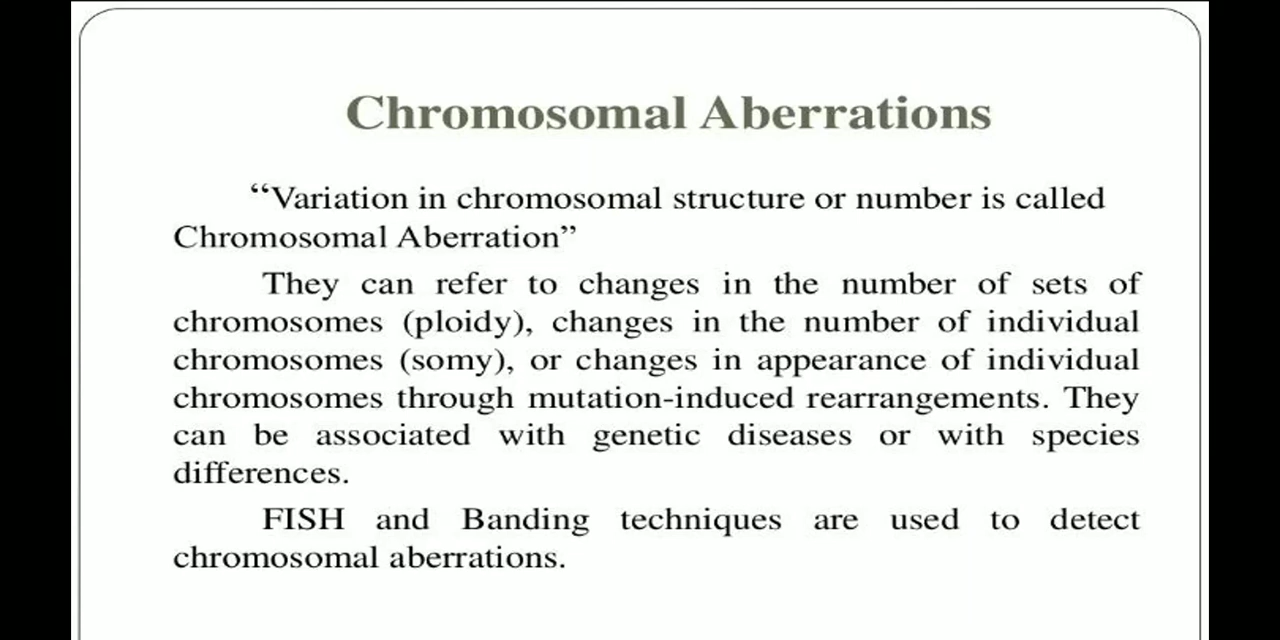 Chromosomal Aberrations
“Variation in chromosomal structure or number is called
Chromosomal Aberration”
They can refer to changes in the number of sets of
chromosomes (ploidy), changes in the number of individual
chromosomes (somy), or changes in appearance of individual
chromosomes through mutation-induced rearrangements. They
can be associated with genetic diseases or with species
differences.
FISH and Banding techniques are used to detect
chromosomal aberrations.